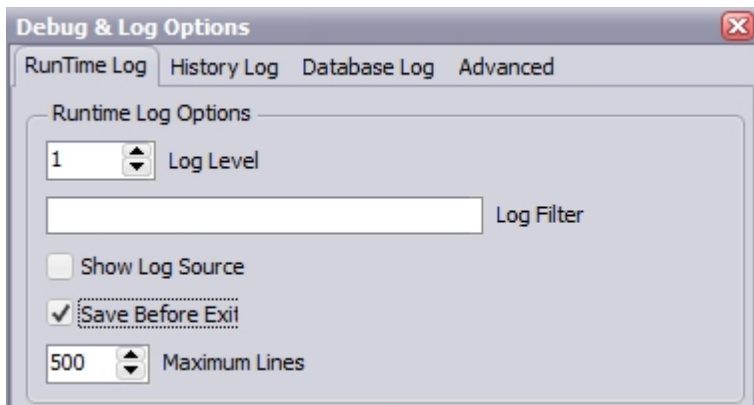 Debug & Log Options
RunTime Log History Log Database Log Advanced
Runtime Log Options
1 Log Level
Log Filter
Show Log Source
Save Before Exit
500 Maximum Lines